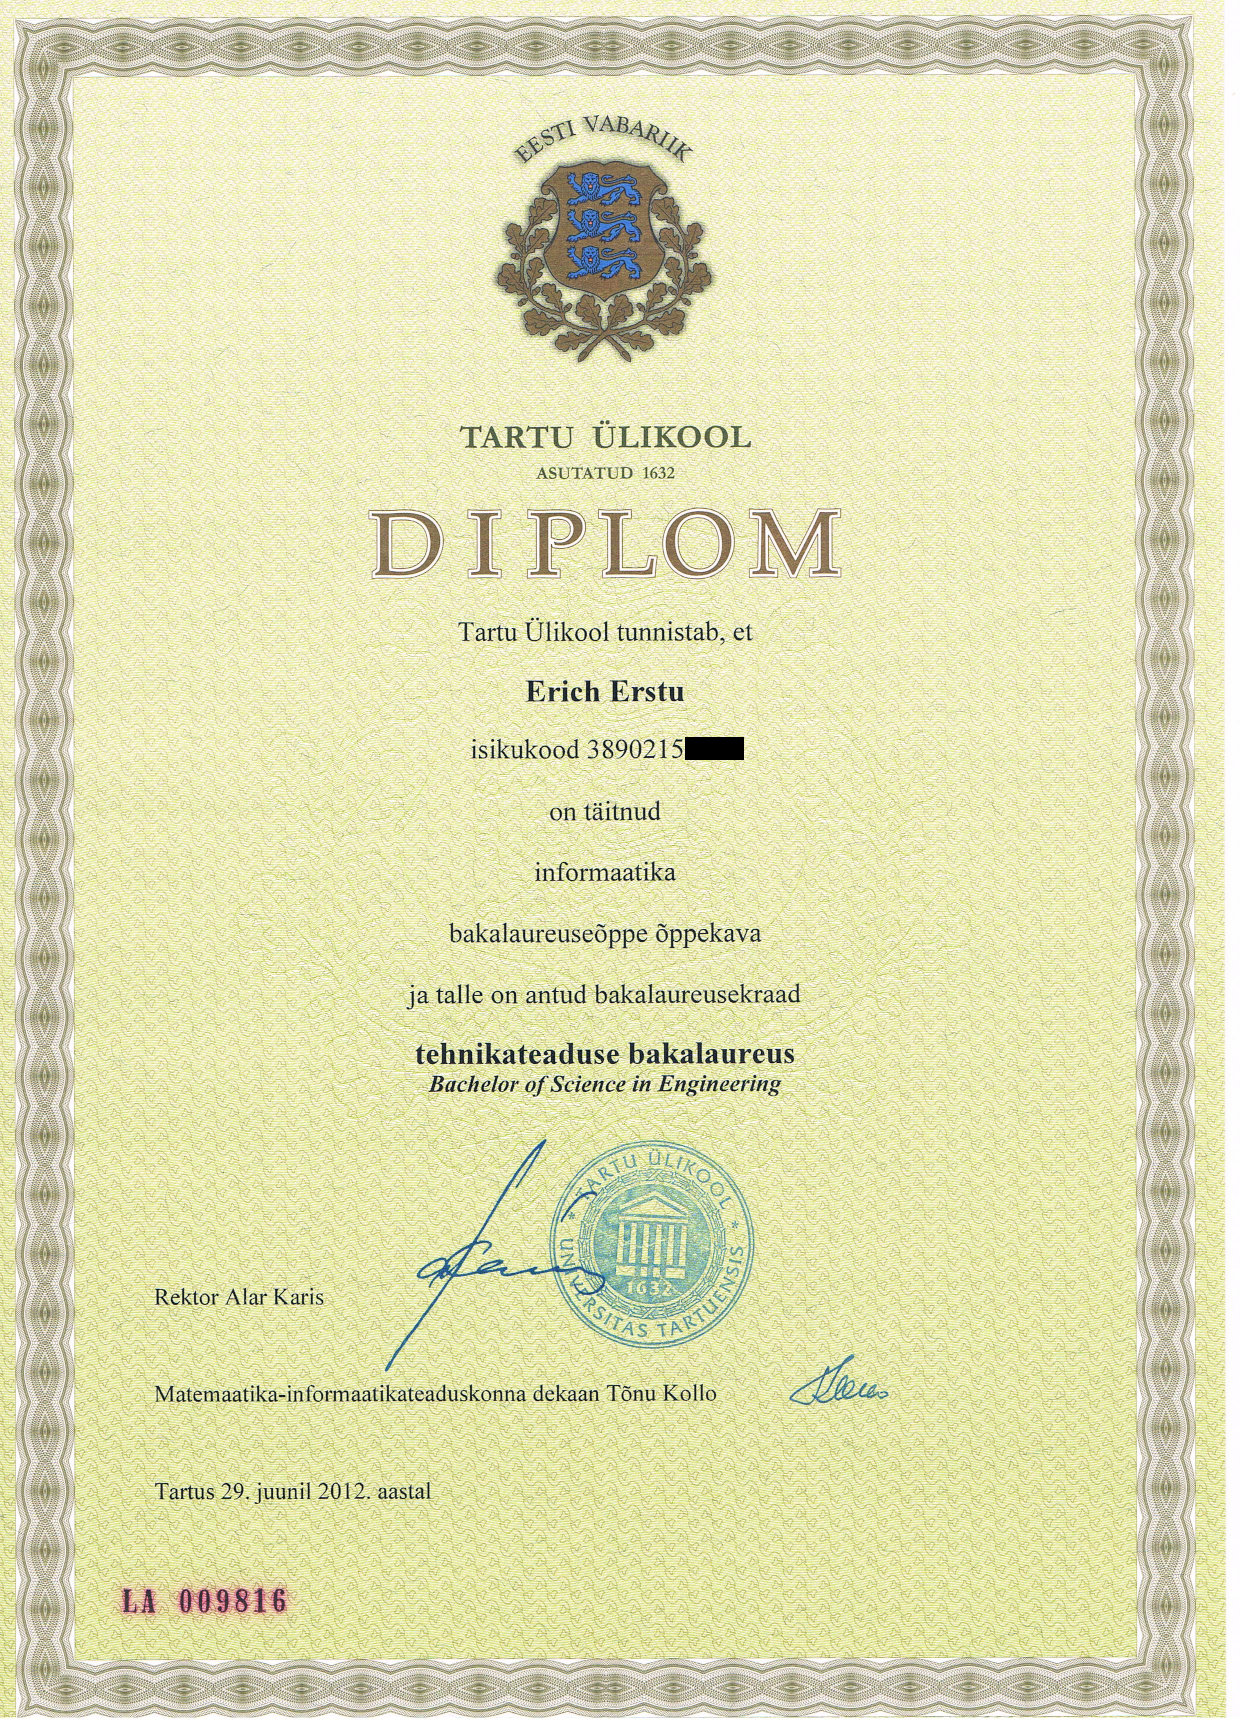 EESTI VABARIIK
TARTU ÜLIKOOL
ASUTATUD 1632
DIPLOM
Tartu Ülikool tunnistab, et
Erich Erstu
isikukood 3890215
on täitnud
informaatika
bakalaureuseõppe õppekava
ja talle on antud bakalaureusekraad
tehnikateaduse bakalaureus
Bachelor of Science in Engineering
* TARTU ÜLIKOOL *
UNIVERSITAS TARTUENSIS
1632
Rektor Alar Karis
Matemaatika-informaatikateaduskonna dekaan Tõnu Kollo
Tartus 29. juunil 2012. aastal
LA 009816